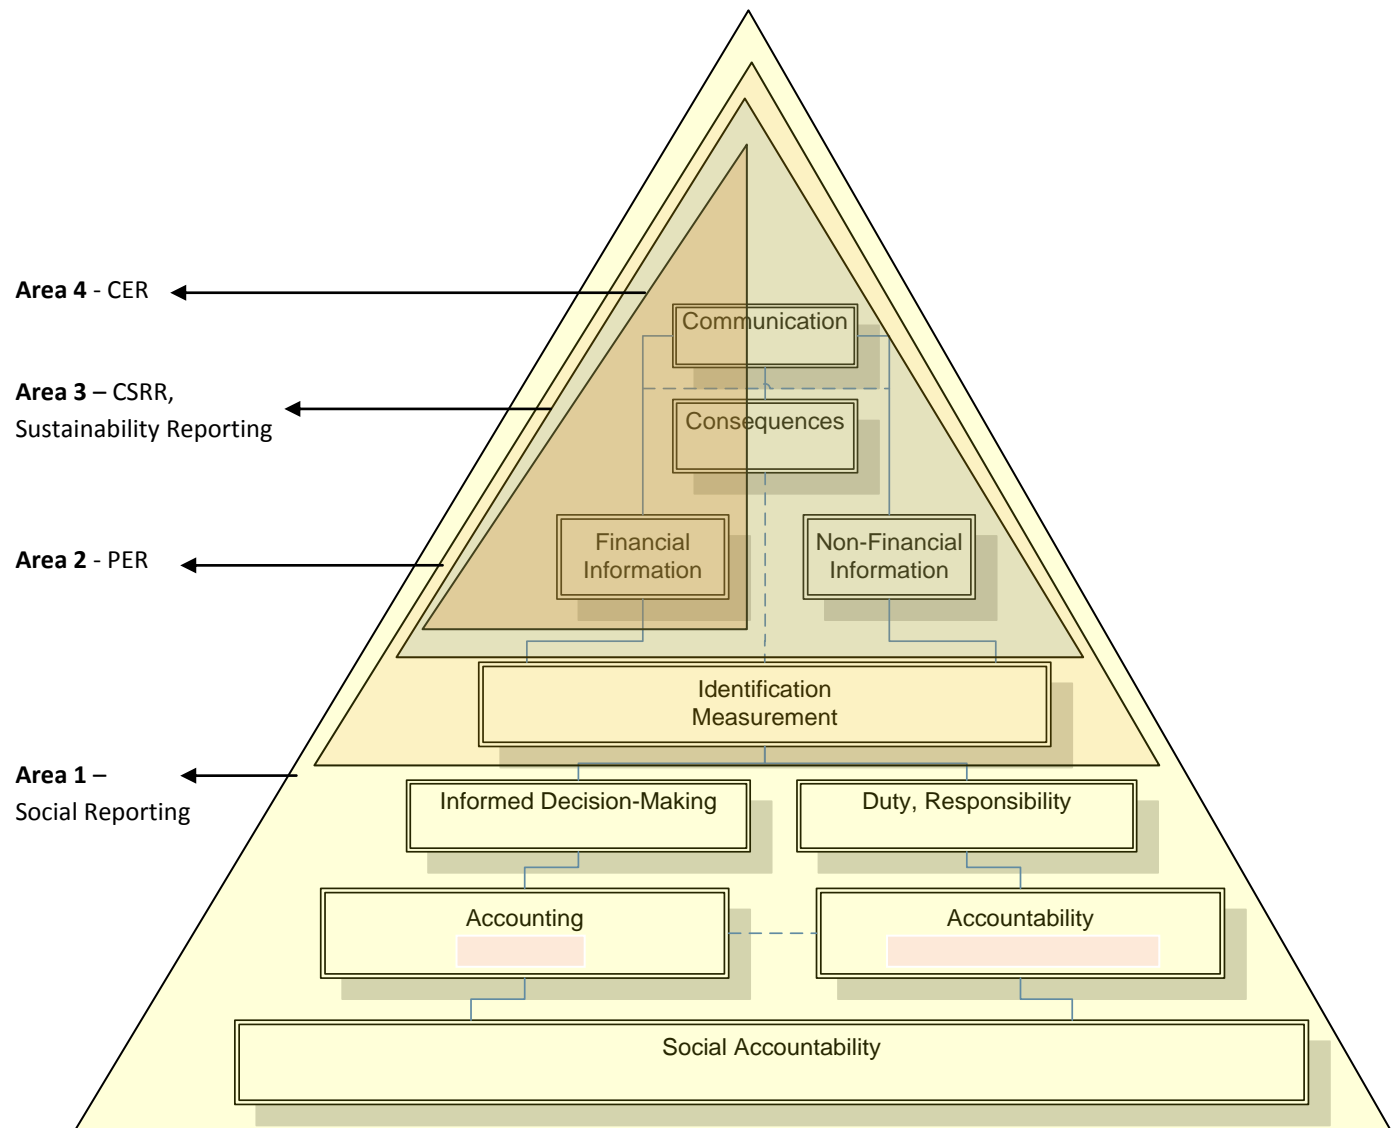 Area 4 - CER
Communication
Area 3 – CSRR,
Sustainability Reporting
Consequences
Financial
Information
Non-Financial
Information
Area 2 - PER
Identification
Measurement
Area 1 –
Social Reporting
Informed Decision-Making
Duty, Responsibility
Accounting
Accountability
Social Accountability